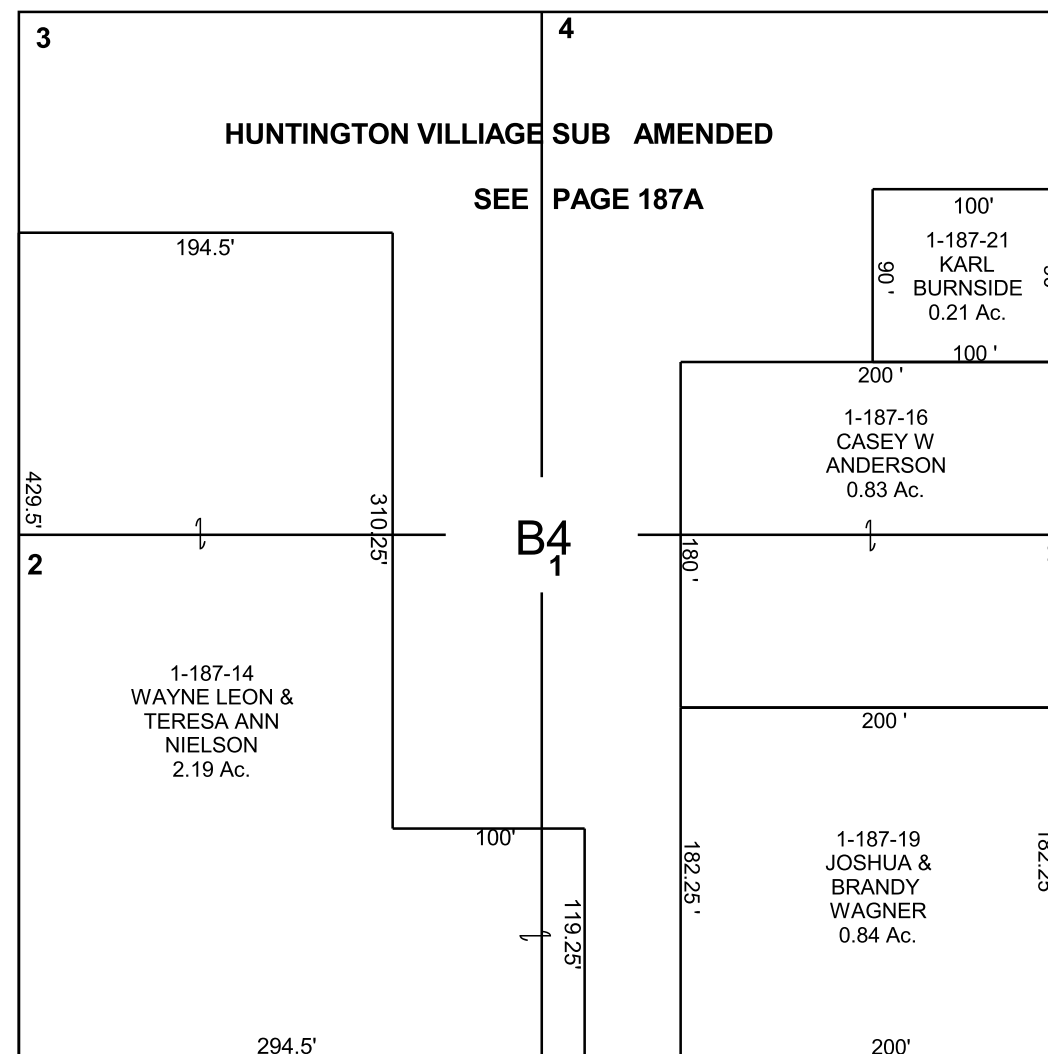 3
4
HUNTINGTON VILLIAGE SUB AMENDED
SEE PAGE 187A
100'
194.5'
1-187-21
KARL
BURNSIDE
0.21 Ac.
90 '
100 '
200 '
1-187-16
CASEY W
ANDERSON
0.83 Ac.
429.5'
310.25'
B4
1
2
180 '
1-187-14
WAYNE LEON &
TERESA ANN
NIELSON
2.19 Ac.
200 '
100'
1-187-19
JOSHUA &
BRANDY
WAGNER
0.84 Ac.
182.25 '
182.25
119.25'
294.5'
200'